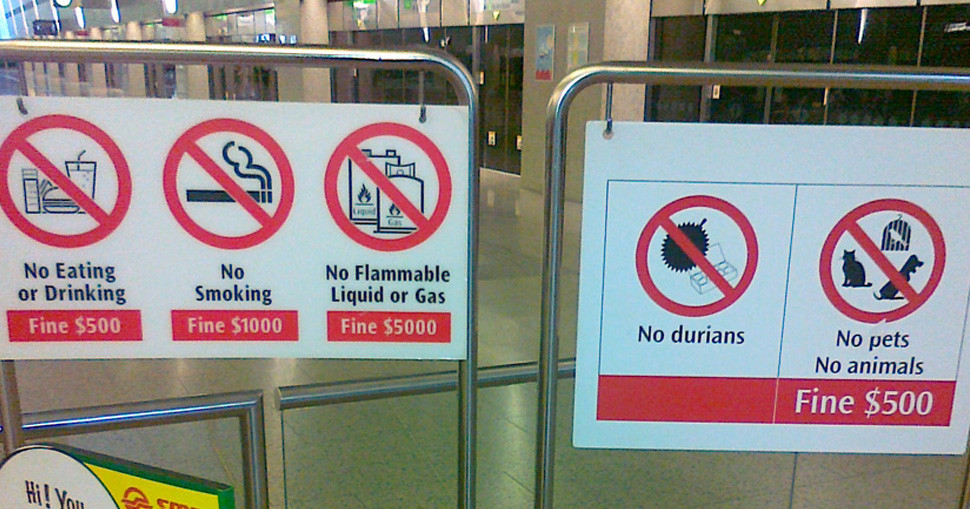 No Eating
or Drinking
Fine $500
No
Smoking
Fine $1000
Liquid
Gas
No Flammable
Liquid or Gas
Fine $5000
No durians
No pets
No animals
Fine $500
Hi! You